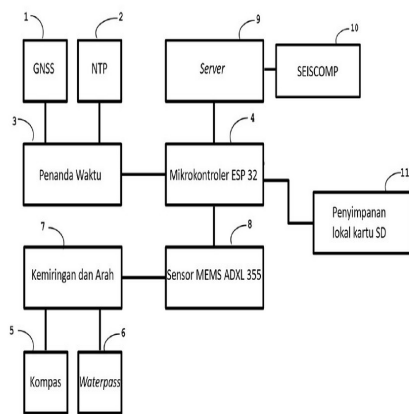 1
2
9
10
GNSS
NTP
Server
SEISCOMP
3
4
11
Penanda Waktu
Mikrokontroler ESP 32
Penyimpanan
lokal kartu SD
7
8
Kemiringan dan Arah
Sensor MEMS ADXL 355
5
6
Kompas
Waterpass